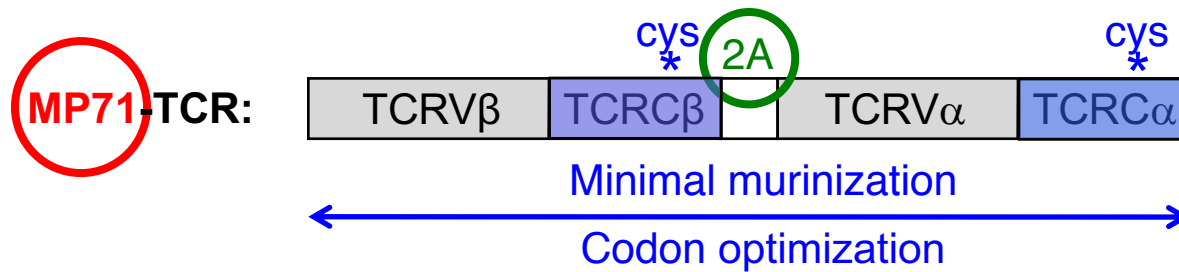 cys cys
* 2A *
MP71-TCR: TCRVβ TCRCβ TCRVα TCRCα
Minimal murinization
Codon optimization